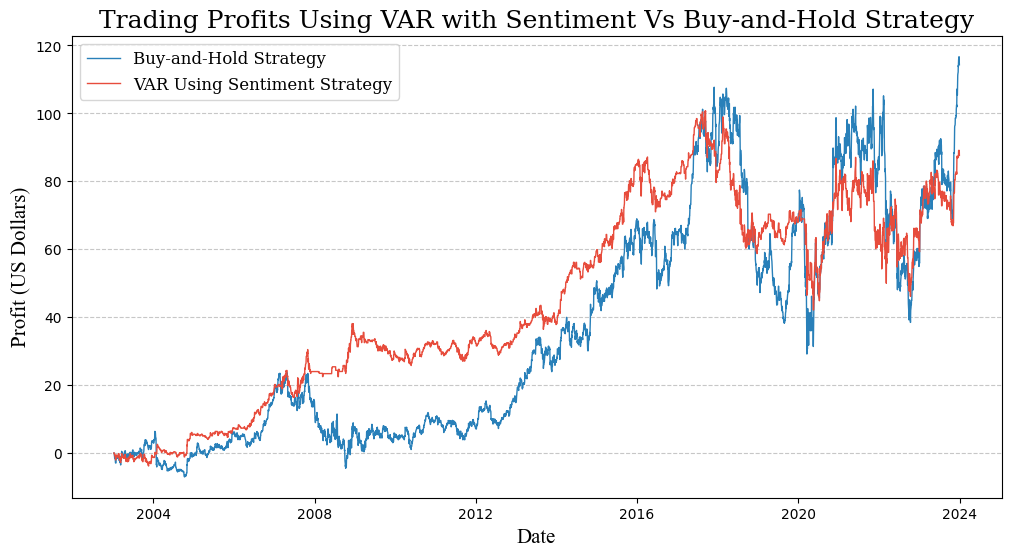 Trading Profits Using VAR with Sentiment Vs Buy-and-Hold Strategy
Buy-and-Hold Strategy
VAR Using Sentiment Strategy
Profit (US Dollars)
120
100
80
60
40
20
0
2004 2008 2012 2016 2020 2024
Date